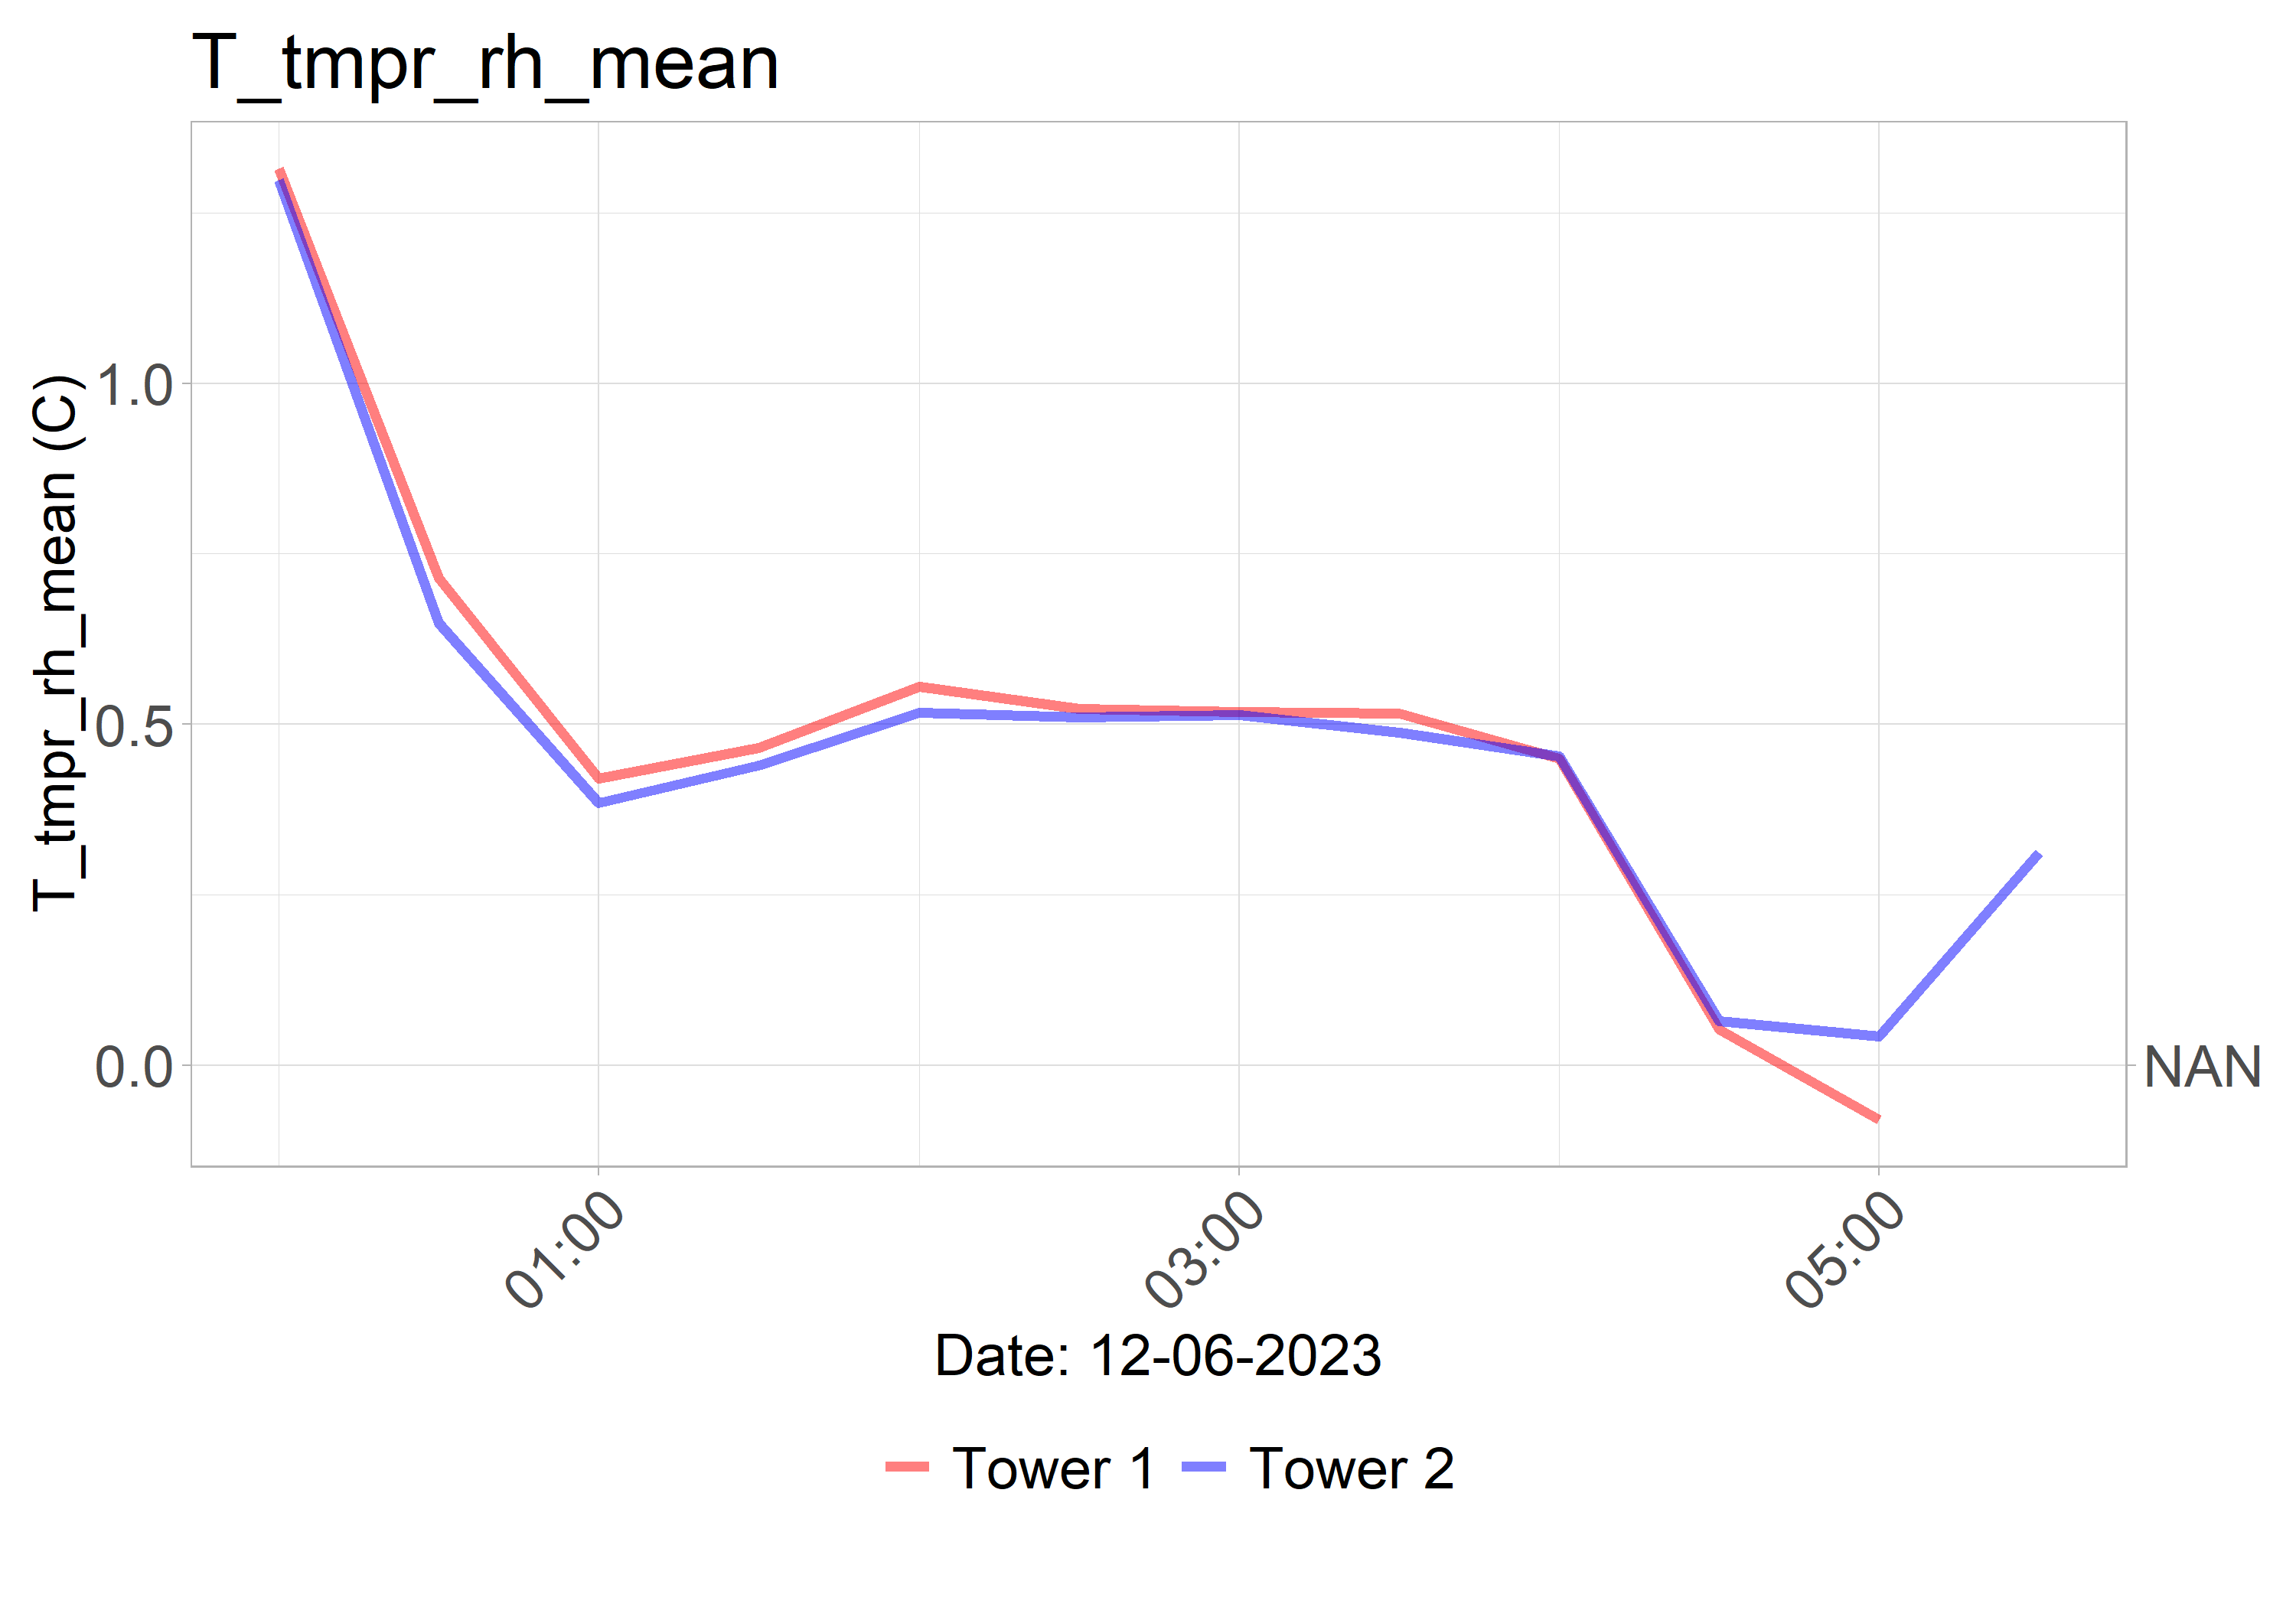 T_tmpr_rh_mean
T_tmpr_rh_mean (C)
1.0
0.5
0.0
NAN
01:00
03:00
05:00
Date: 12-06-2023
Tower 1
Tower 2